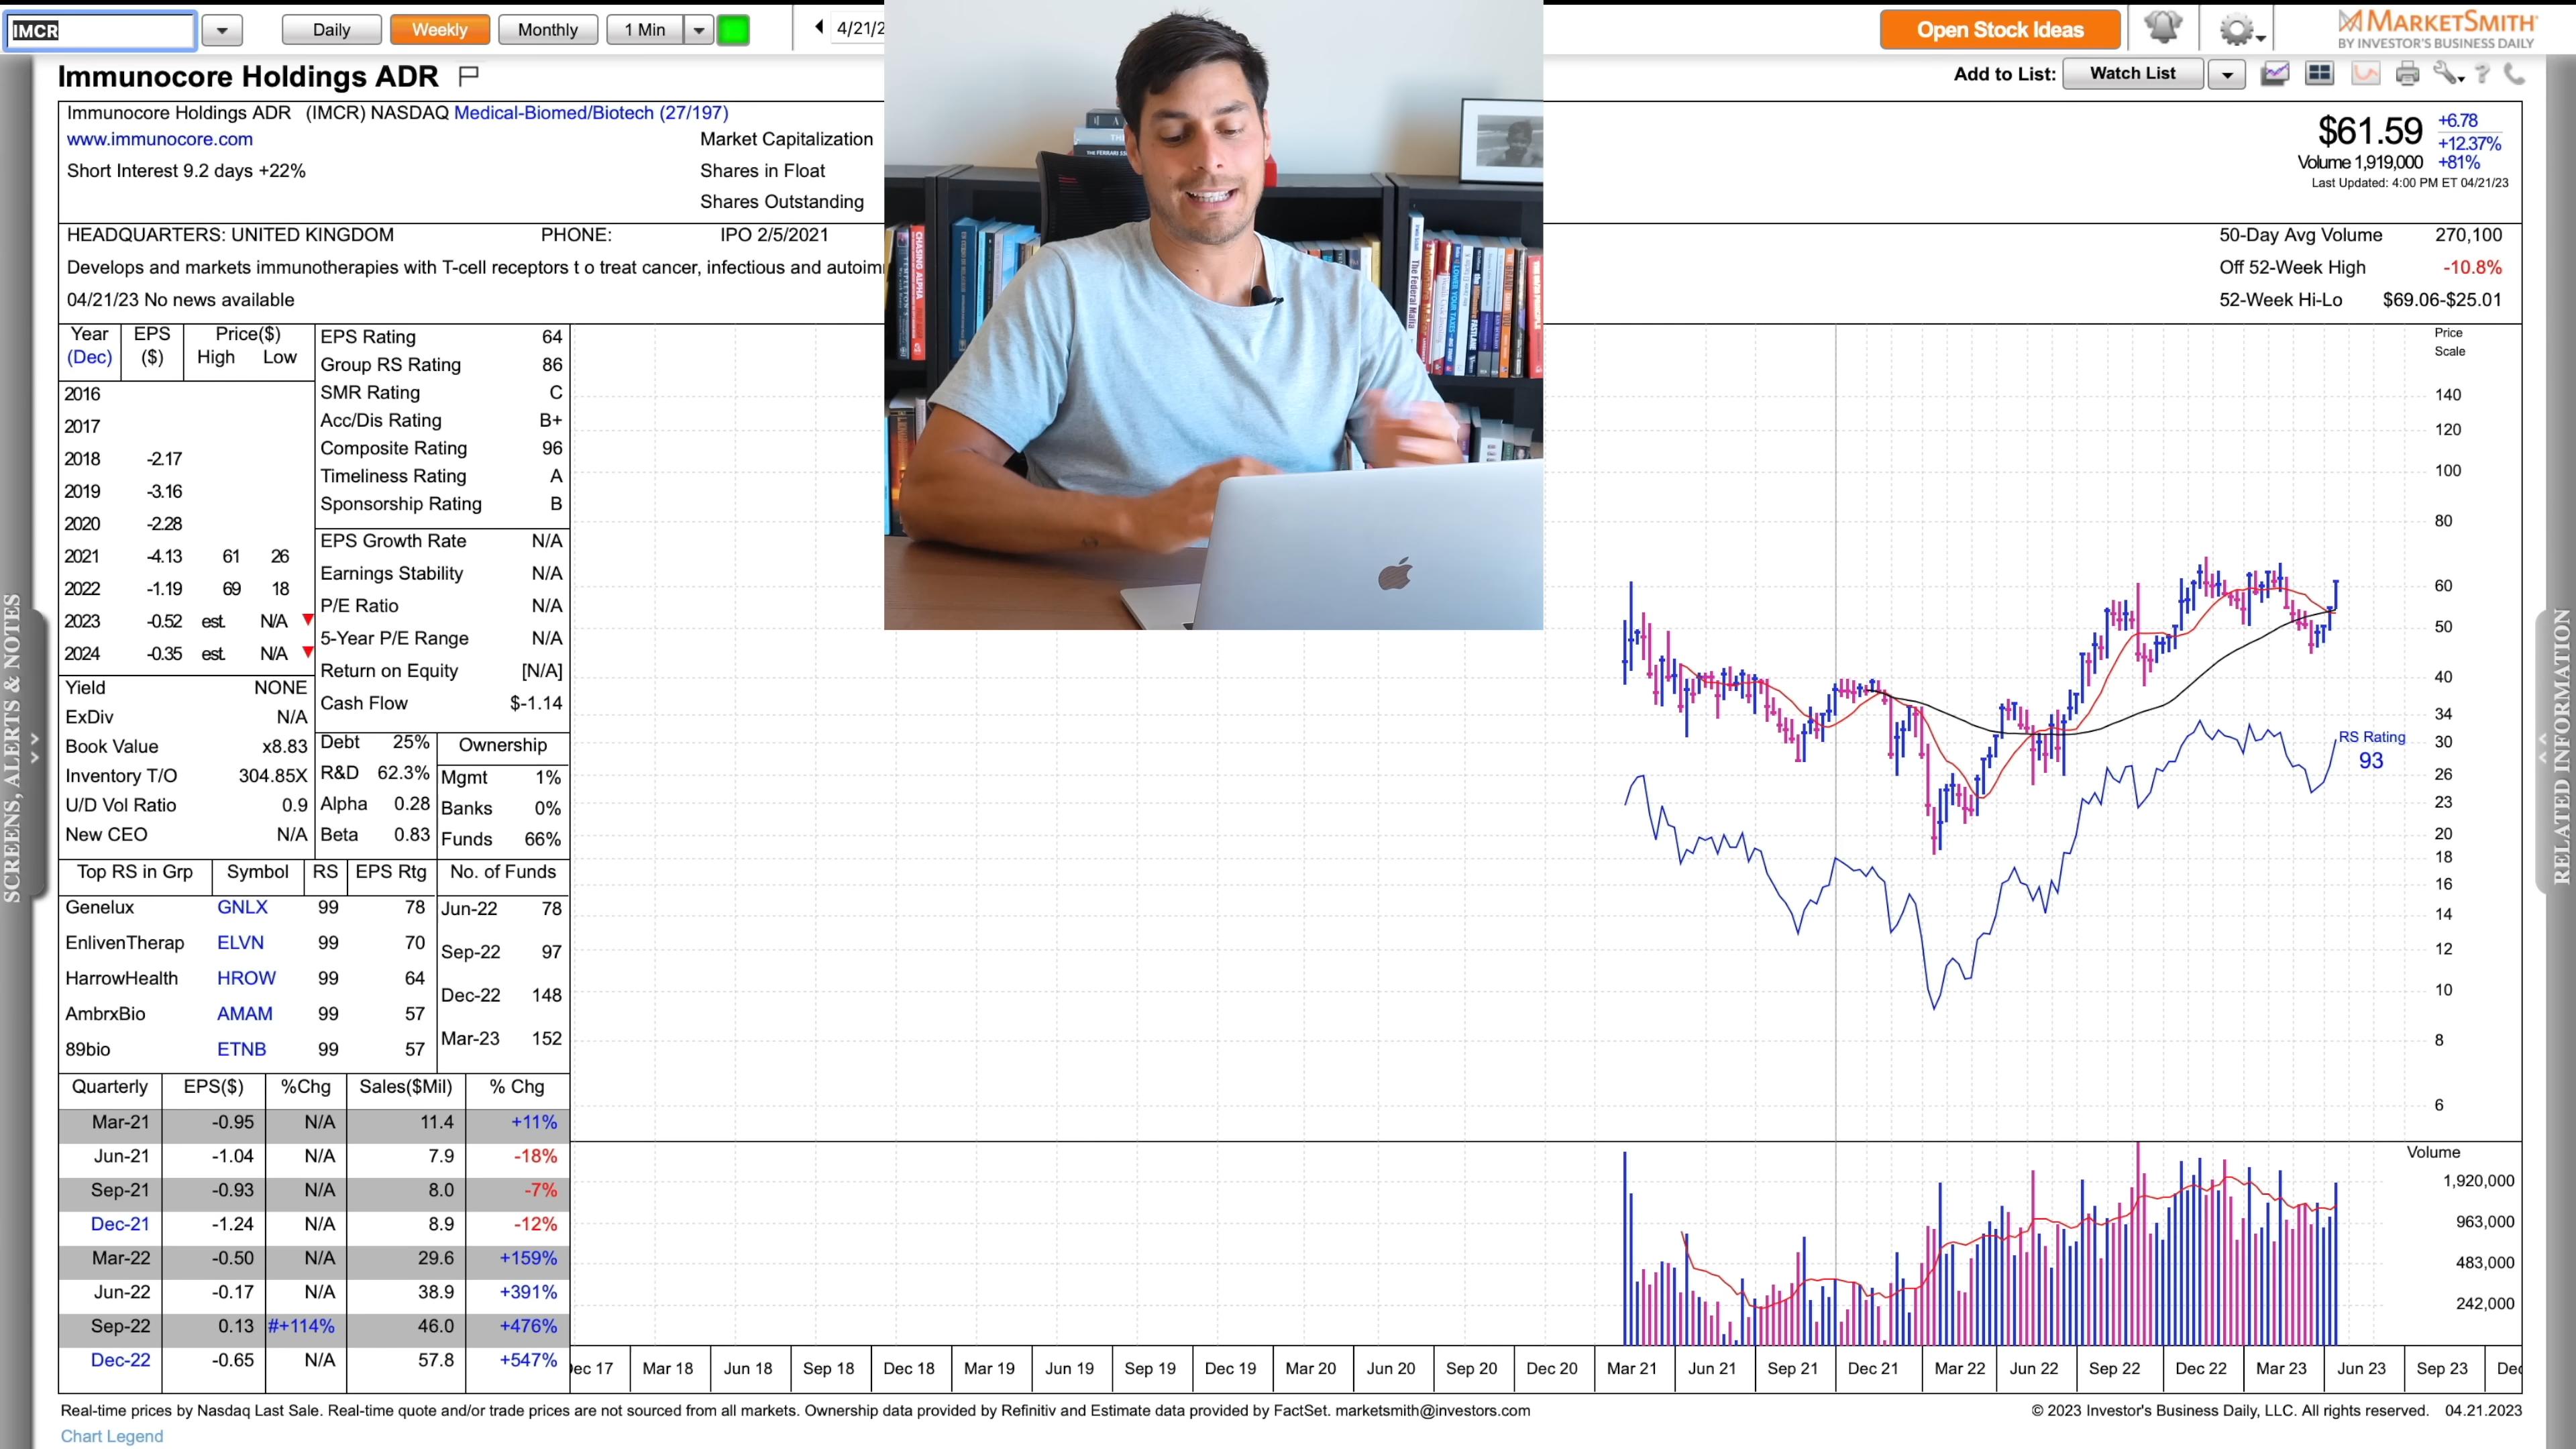 IMCR
Daily
Weekly
Monthly
1 Min
4/21/2
Open Stock Ideas
MARKETSMITH
BY INVESTOR'S BUSINESS DAILY
Immunocore Holdings ADR
Add to List:
Watch List
Immunocore Holdings ADR (IMCR) NASDAQ Medical-Biomed/Biotech (27/197)
www.immunocore.com
Market Capitalization
Short Interest 9.2 days +22%
Shares in Float
Shares Outstanding
$61.59
+6.78
+12.37%
Volume 1,919,000 +81%
Last Updated: 4:00 PM ET 04/21/23
HEADQUARTERS: UNITED KINGDOM PHONE: IPO 2/5/2021
Develops and markets immunotherapies with T-cell receptors t o treat cancer, infectious and autoim
04/21/23 No news available
50-Day Avg Volume 270,100
Off 52-Week High -10.8%
52-Week Hi-Lo $69.06-$25.01
CHASING ALPHA
TEMPLETON'S
THE FERRARI
The Federal Mafia
LOWER YOUR TAXES
FASTLANE
Year EPS Price($)
(Dec) ($) High Low
2016
2017
2018 -2.17
2019 -3.16
2020 -2.28
2021 -4.13 61 26
2022 -1.19 69 18
2023 -0.52 est. N/A
2024 -0.35 est. N/A
EPS Rating 64
Group RS Rating 86
SMR Rating C
Acc/Dis Rating B+
Composite Rating 96
Timeliness Rating A
Sponsorship Rating B
EPS Growth Rate N/A
Earnings Stability N/A
P/E Ratio N/A
5-Year P/E Range N/A
Return on Equity [N/A]
Cash Flow $-1.14
Yield NONE
ExDiv N/A
Book Value x8.83
Inventory T/O 304.85X
U/D Vol Ratio 0.9
New CEO N/A
Debt 25%
R&D 62.3%
Alpha 0.28
Beta 0.83
Ownership
Mgmt 1%
Banks 0%
Funds 66%
Top RS in Grp Symbol RS EPS Rtg
Genelux GNLX 99 78
EnlivenTherap ELVN 99 70
HarrowHealth HROW 99 64
AmbrxBio AMAM 99 57
89bio ETNB 99 57
No. of Funds
Jun-22 78
Sep-22 97
Dec-22 148
Mar-23 152
Quarterly EPS($) %Chg Sales($Mil) % Chg
Mar-21 -0.95 N/A 11.4 +11%
Jun-21 -1.04 N/A 7.9 -18%
Sep-21 -0.93 N/A 8.0 -7%
Dec-21 -1.24 N/A 8.9 -12%
Mar-22 -0.50 N/A 29.6 +159%
Jun-22 -0.17 N/A 38.9 +391%
Sep-22 0.13 #+114% 46.0 +476%
Dec-22 -0.65 N/A 57.8 +547%
Price
Scale
140
120
100
80
60
50
40
34
30
26
23
20
18
16
14
12
10
8
6
RS Rating
93
Volume
1,920,000
963,000
483,000
242,000
Dec 17 Mar 18 Jun 18 Sep 18 Dec 18 Mar 19 Jun 19 Sep 19 Dec 19 Mar 20 Jun 20 Sep 20 Dec 20 Mar 21 Jun 21 Sep 21 Dec 21 Mar 22 Jun 22 Sep 22 Dec 22 Mar 23 Jun 23 Sep 23 Dec
Real-time prices by Nasdaq Last Sale. Real-time quote and/or trade prices are not sourced from all markets. Ownership data provided by Refinitiv and Estimate data provided by FactSet. marketsmith@investors.com
© 2023 Investor's Business Daily, LLC. All rights reserved. 04.21.2023
Chart Legend
SCREENS, ALERTS & NOTES
RELATED INFORMATION